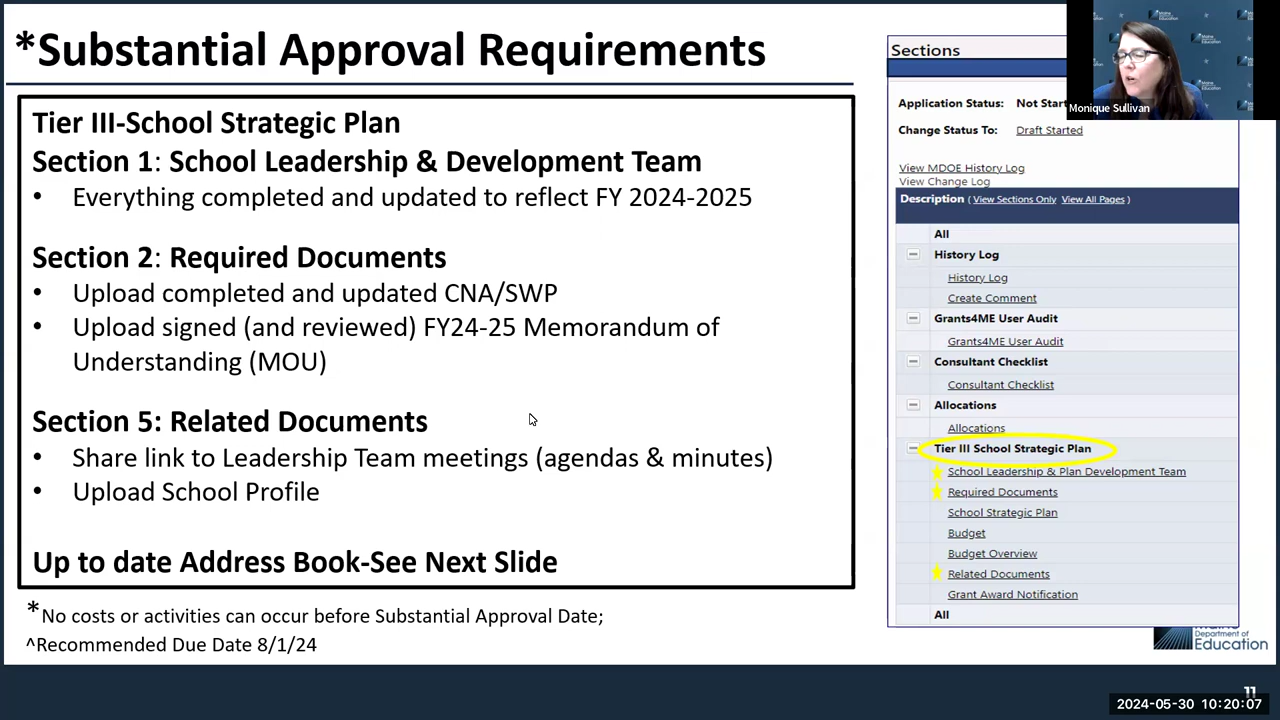 *Substantial Approval Requirements
Tier III-School Strategic Plan
Section 1: School Leadership & Development Team
• Everything completed and updated to reflect FY 2024-2025
Section 2: Required Documents
• Upload completed and updated CNA/SWP
• Upload signed (and reviewed) FY24-25 Memorandum of
Understanding (MOU)
Section 5: Related Documents
• Share link to Leadership Team meetings (agendas & minutes)
• Upload School Profile
Up to date Address Book-See Next Slide
*No costs or activities can occur before Substantial Approval Date;
^Recommended Due Date 8/1/24
Sections
Application Status: Not Start
Change Status To: Draft Started
View MDOE History Log
View Change Log
Description ( View Sections Only View All Pages )
All
History Log
History Log
Create Comment
Grants4ME User Audit
Grants4ME User Audit
Consultant Checklist
Consultant Checklist
Allocations
Allocations
Tier III School Strategic Plan
School Leadership & Plan Development Team
Required Documents
School Strategic Plan
Budget
Budget Overview
Related Documents
Grant Award Notification
All
Monique Sullivan
Maine
Department of
Education
11
2024-05-30 10:20:07